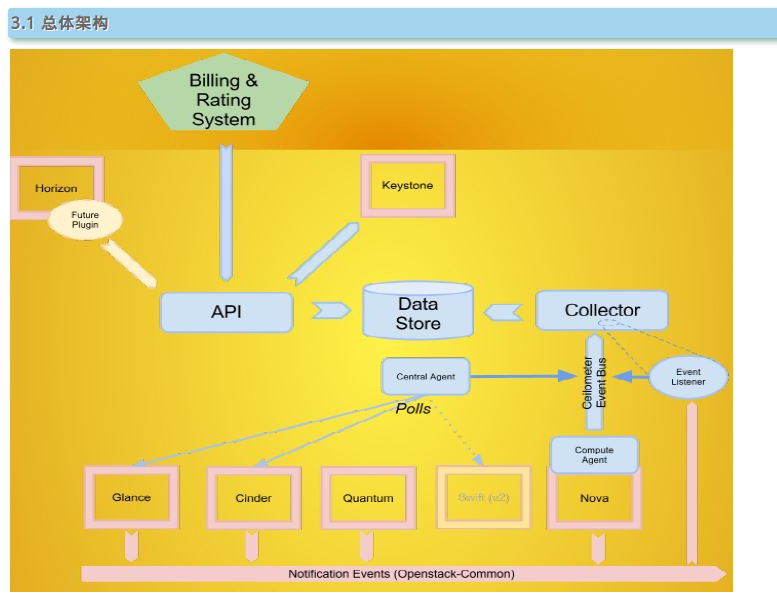 3.1 总体架构
Billing &
Rating
System
Horizon
Keystone
Future
Plugin
API
Data
Store
Collector
Central Agent
Event
Listener
Ceilometer
Event Bus
Polls
Compute
Agent
Glance
Cinder
Quantum
Swift (v2)
Nova
Notification Events (Openstack-Common)